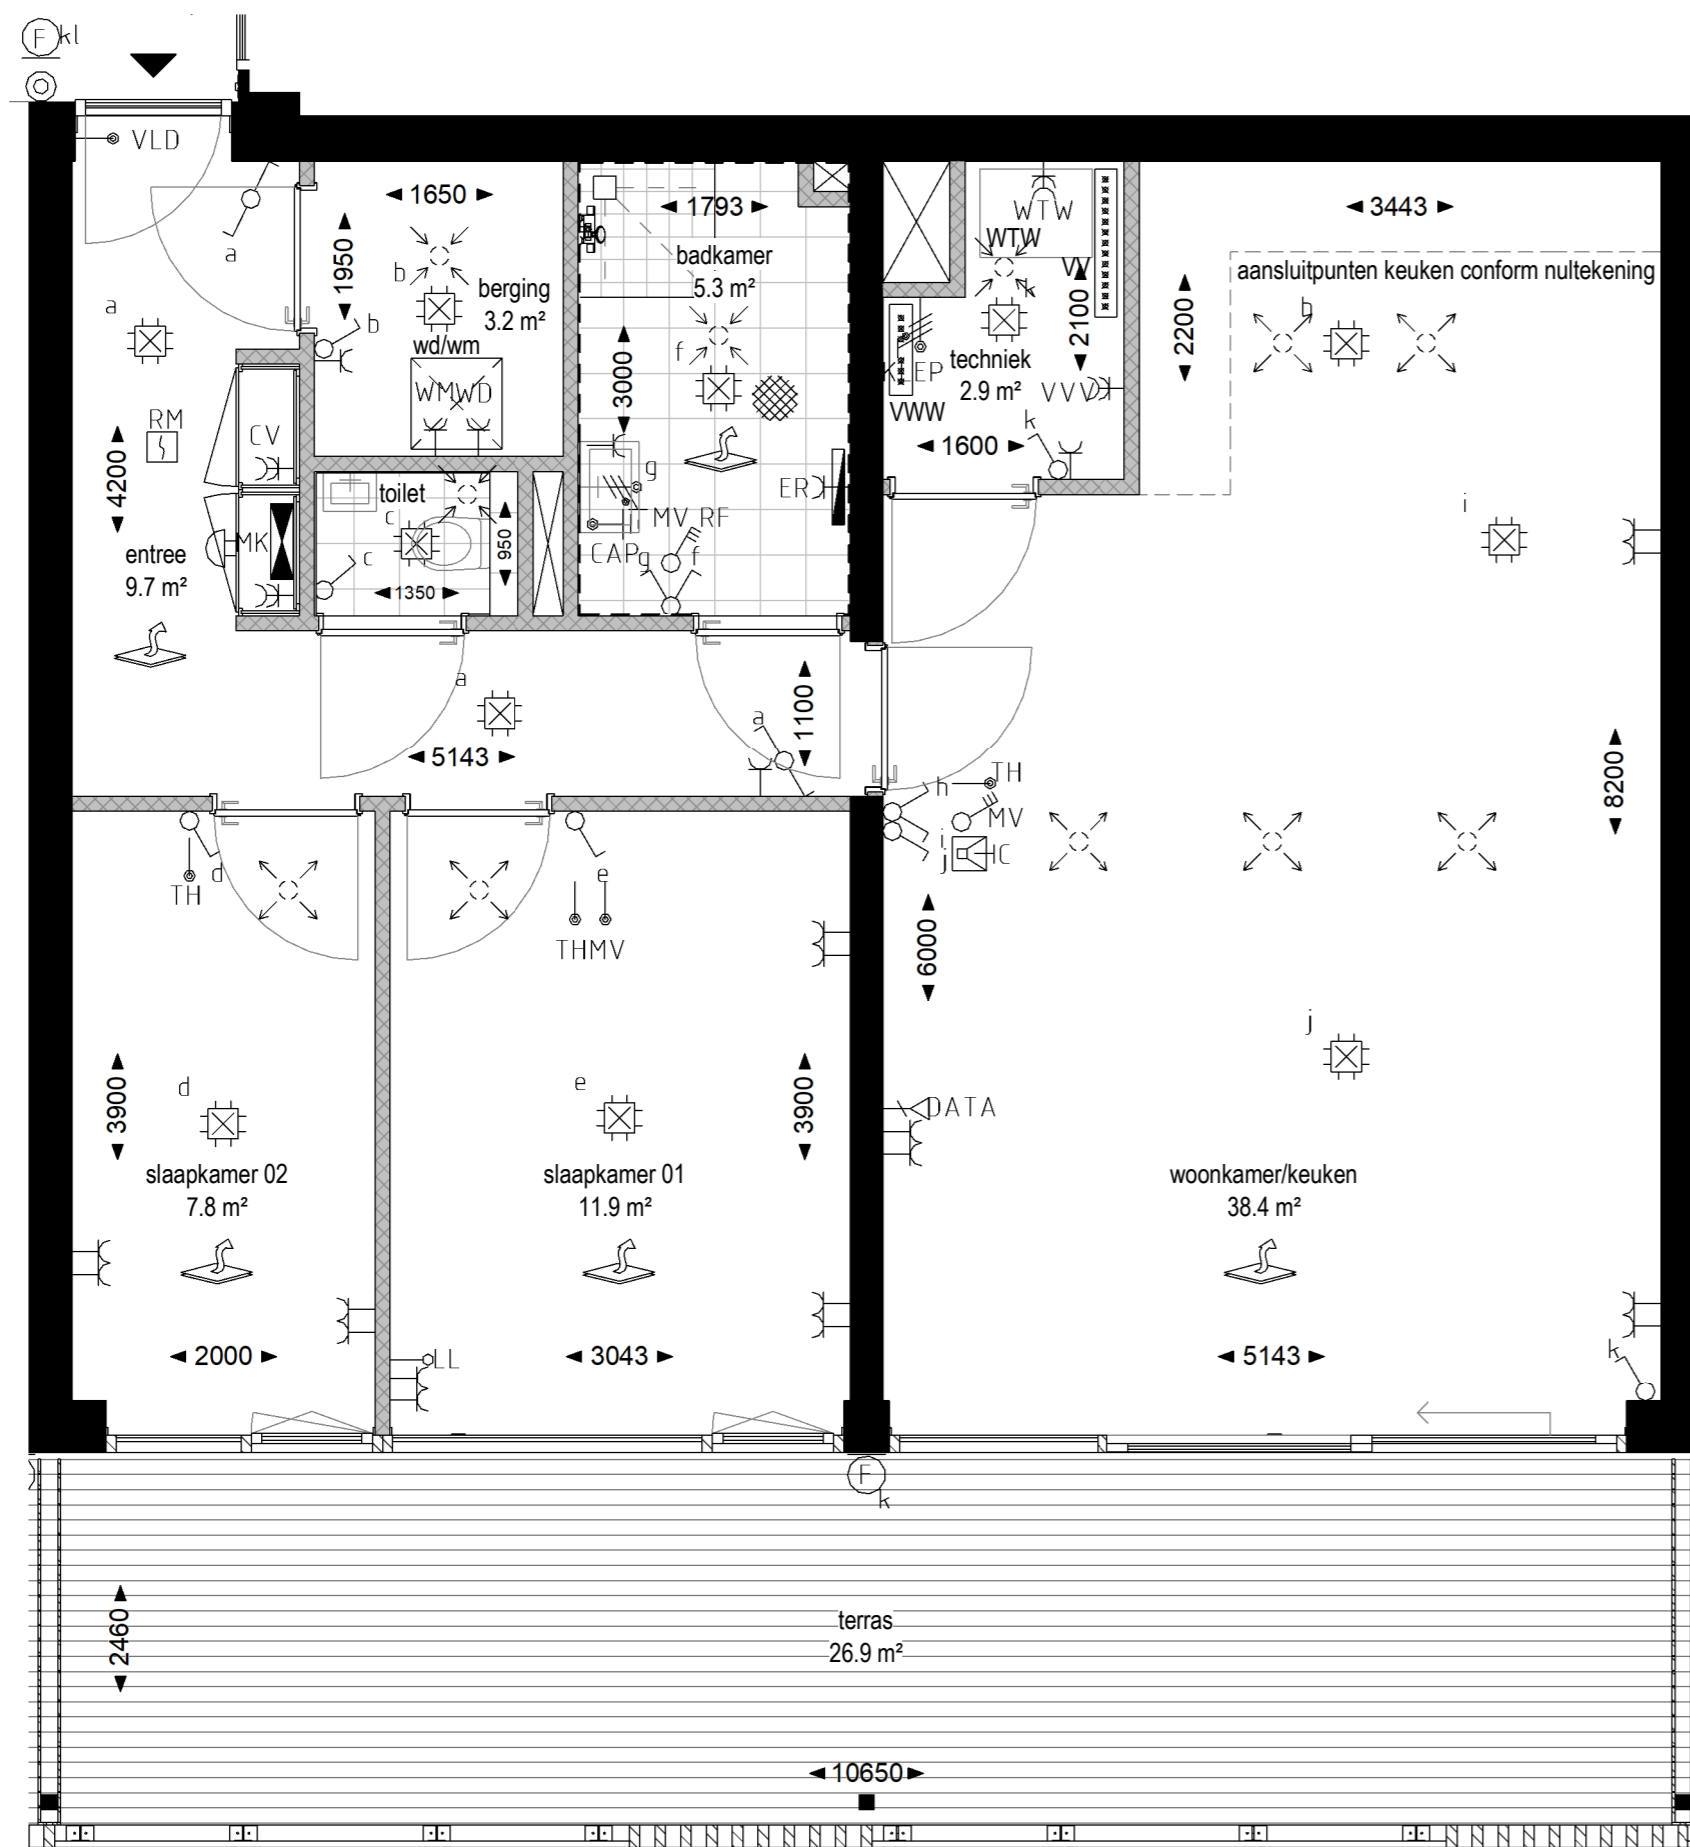 F kl
VLD
a
1650
1950
b
berging
3.2 m²
b
wd/wm
WMWD
1793
badkamer
5.3 m²
f
3000
g
ER
MV RF
CAP
g
f
WTW
WTW
VV
k
2100
techniek
2.9 m²
VWW
VVV
k
1600
3443
aansluitpunten keuken conform nultekening
h
2200
a
RM
CV
4200
MK
entree
9.7 m²
toilet
c
c
950
1350
i
a
5143
a
1100
h
TH
MV
i
j
IC
8200
6000
d
TH
e
THMV
3900
d
slaapkamer 02
7.8 m²
2000
e
3900
slaapkamer 01
11.9 m²
LL
3043
j
DATA
woonkamer/keuken
38.4 m²
5143
k
F
k
2460
terras
26.9 m²
10650